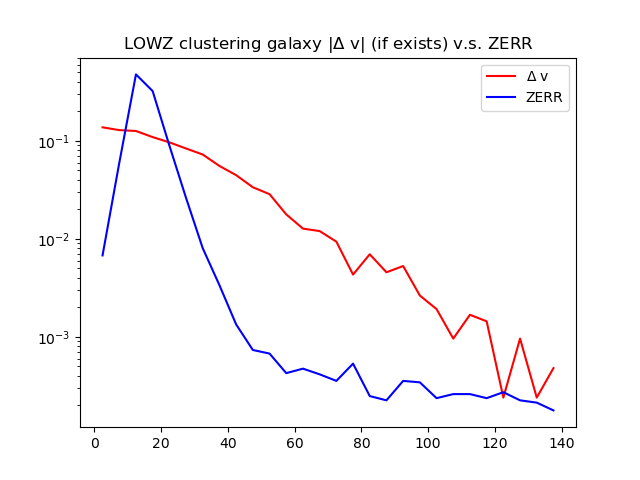 LOWZ clustering galaxy |Δ v| (if exists) v.s. ZERR
Δ v
ZERR
10⁻¹
10⁻²
10⁻³
0 20 40 60 80 100 120 140